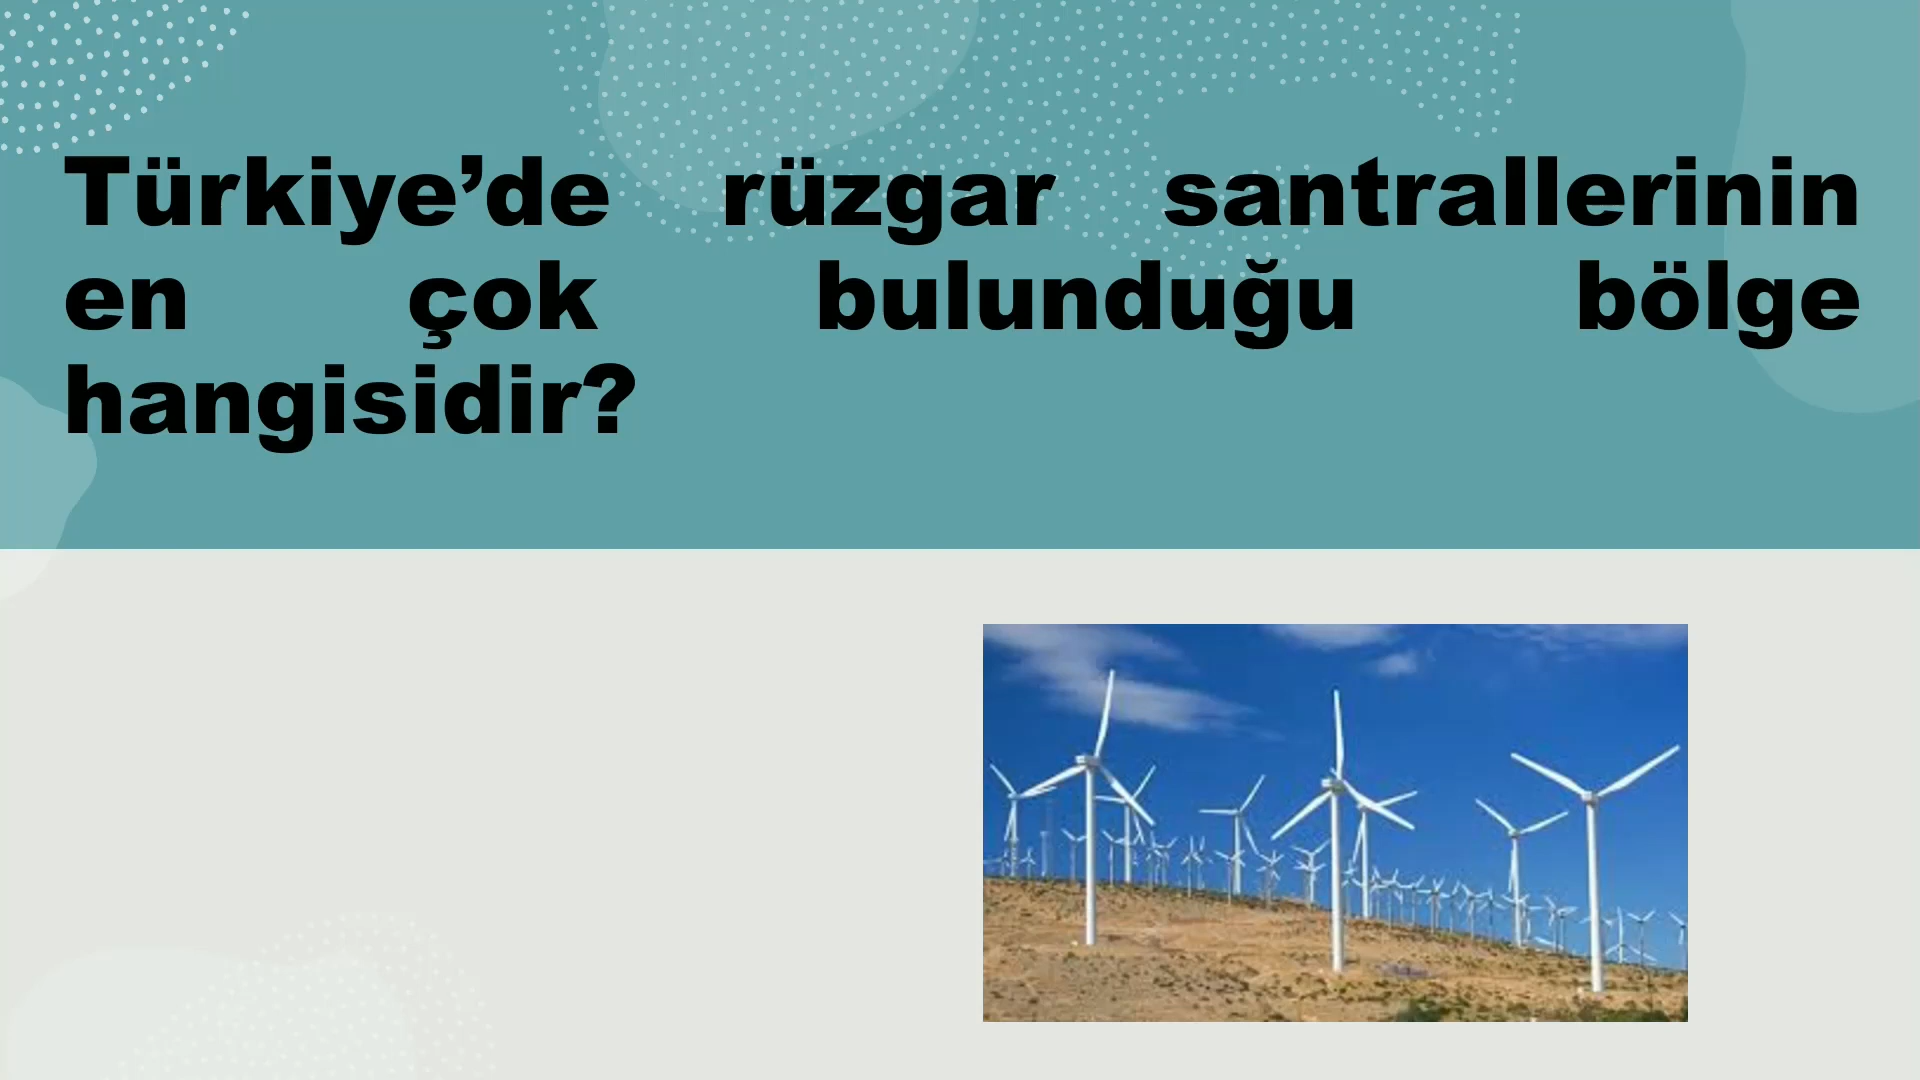 Türkiye’de rüzgar santrallerinin
en çok bulunduğu bölge
hangisidir?